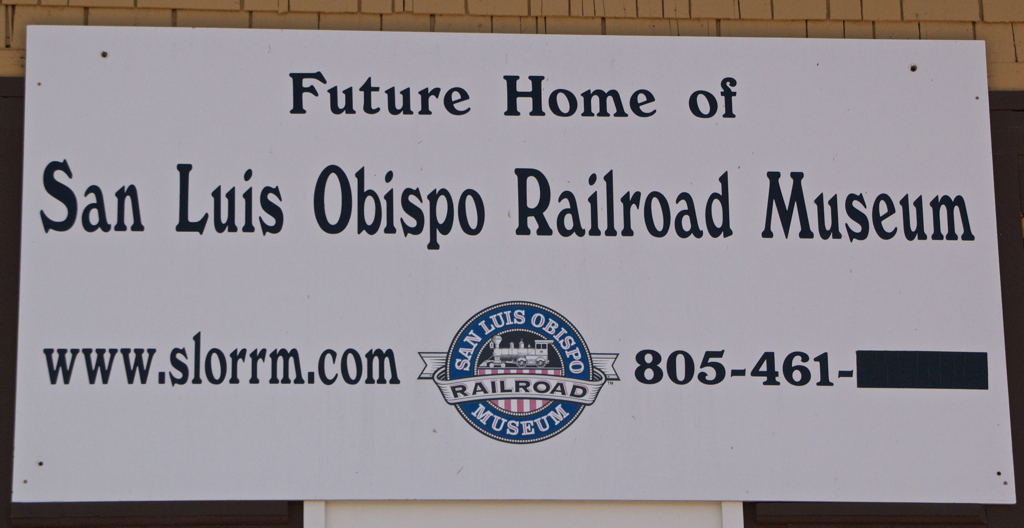 Future Home of
San Luis Obispo Railroad Museum
www.slorrm.com
SAN LUIS OBISPO
RAILROAD
MUSEUM
805-461-